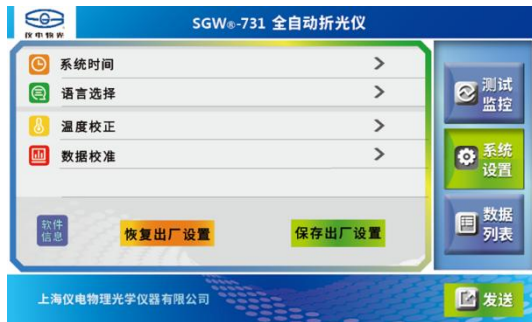 仪电物光
SGW®-731 全自动折光仪
系统时间
语言选择
温度校正
数据校准
软件
信息
恢复出厂设置
保存出厂设置
测试
监控
系统
设置
数据
列表
上海仪电物理光学仪器有限公司
发送